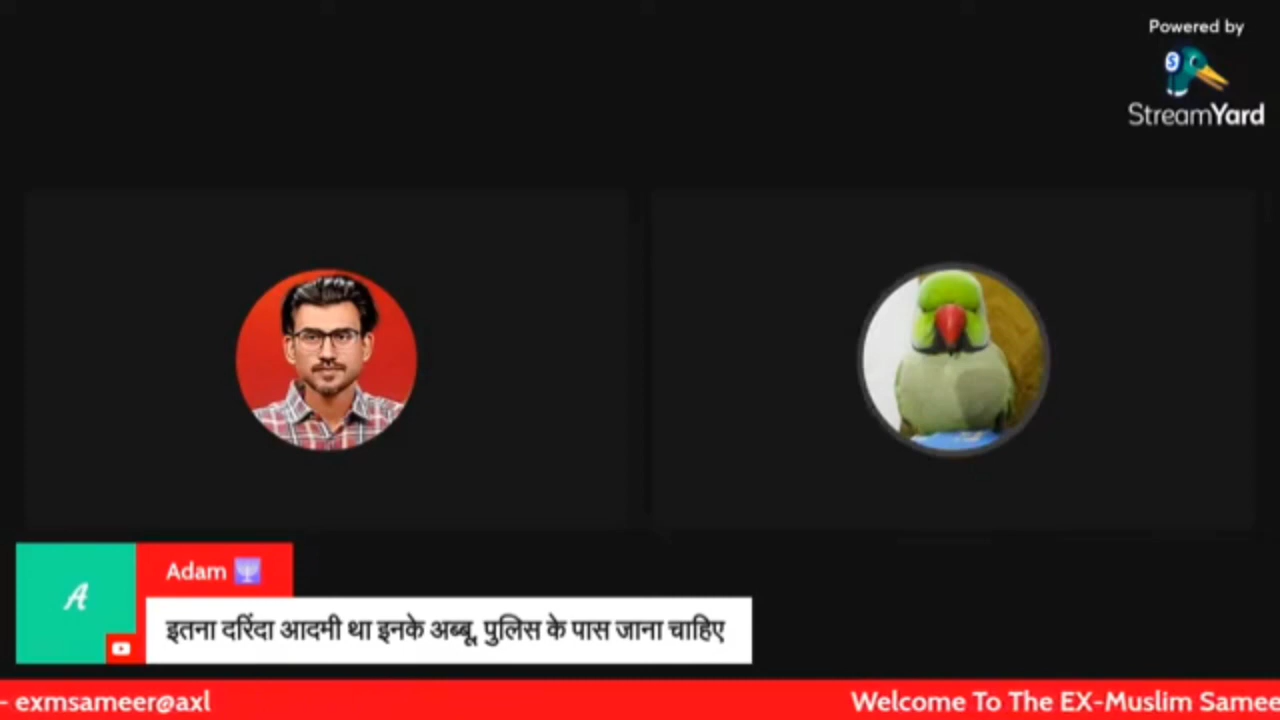 Powered by
StreamYard
A
Adam
इतना दरिंदा आदमी था इनके अब्बू, पुलिस के पास जाना चाहिए
- exmsameer@axl
Welcome To The EX-Muslim Samee